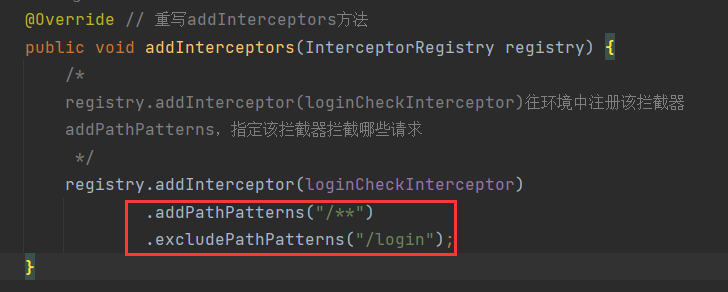 @Override // 重写addInterceptors方法
public void addInterceptors(InterceptorRegistry registry) {
/*
registry.addInterceptor(loginCheckInterceptor)往环境中注册该拦截器
addPathPatterns，指定该拦截器拦截哪些请求
*/
registry.addInterceptor(loginCheckInterceptor)
.addPathPatterns("/**")
.excludePathPatterns("/login");
}